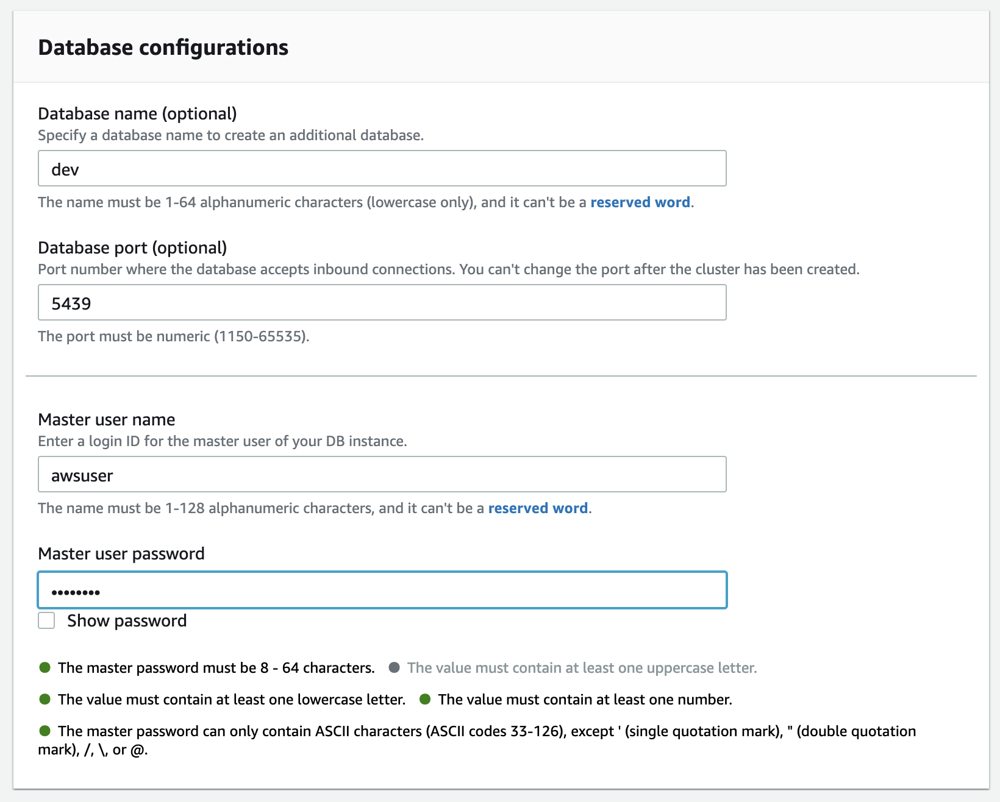 Database configurations
Database name (optional)
Specify a database name to create an additional database.
dev
The name must be 1-64 alphanumeric characters (lowercase only), and it can't be a reserved word.
Database port (optional)
Port number where the database accepts inbound connections. You can't change the port after the cluster has been created.
5439
The port must be numeric (1150-65535).
Master user name
Enter a login ID for the master user of your DB instance.
awsuser
The name must be 1-128 alphanumeric characters, and it can't be a reserved word.
Master user password
••••••••
Show password
The master password must be 8 - 64 characters. The value must contain at least one uppercase letter.
The value must contain at least one lowercase letter. The value must contain at least one number.
The master password can only contain ASCII characters (ASCII codes 33-126), except ' (single quotation mark), " (double quotation
mark), /, \, or @.